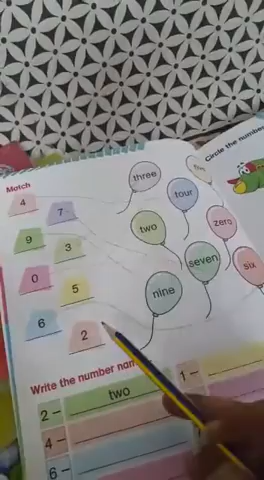 Match
Circle the number
4
7
9
3
0
5
6
2
three
four
two
zero
seven
six
nine
Write the number nam
2 – two
1 –
4 –
6 –